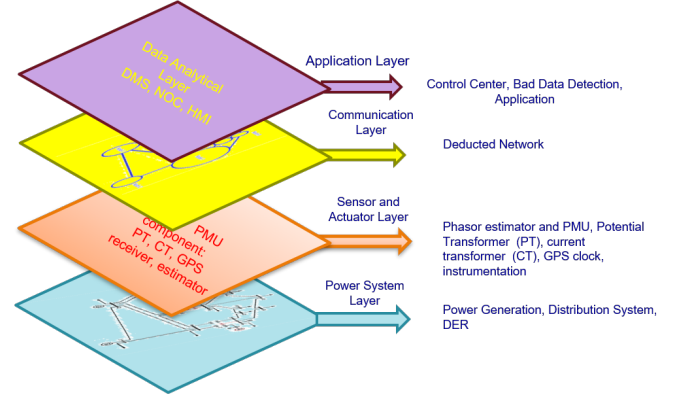 Data Analytical
Layer
DMS, NOC, HMI
Application Layer
Control Center, Bad Data Detection,
Application
Communication
Layer
Deducted Network
Sensor and
Actuator Layer
PMU
component:
PT, CT, GPS
receiver, estimator
Phasor estimator and PMU, Potential
Transformer (PT), current
transformer (CT), GPS clock,
instrumentation
Power System
Layer
Power Generation, Distribution System,
DER